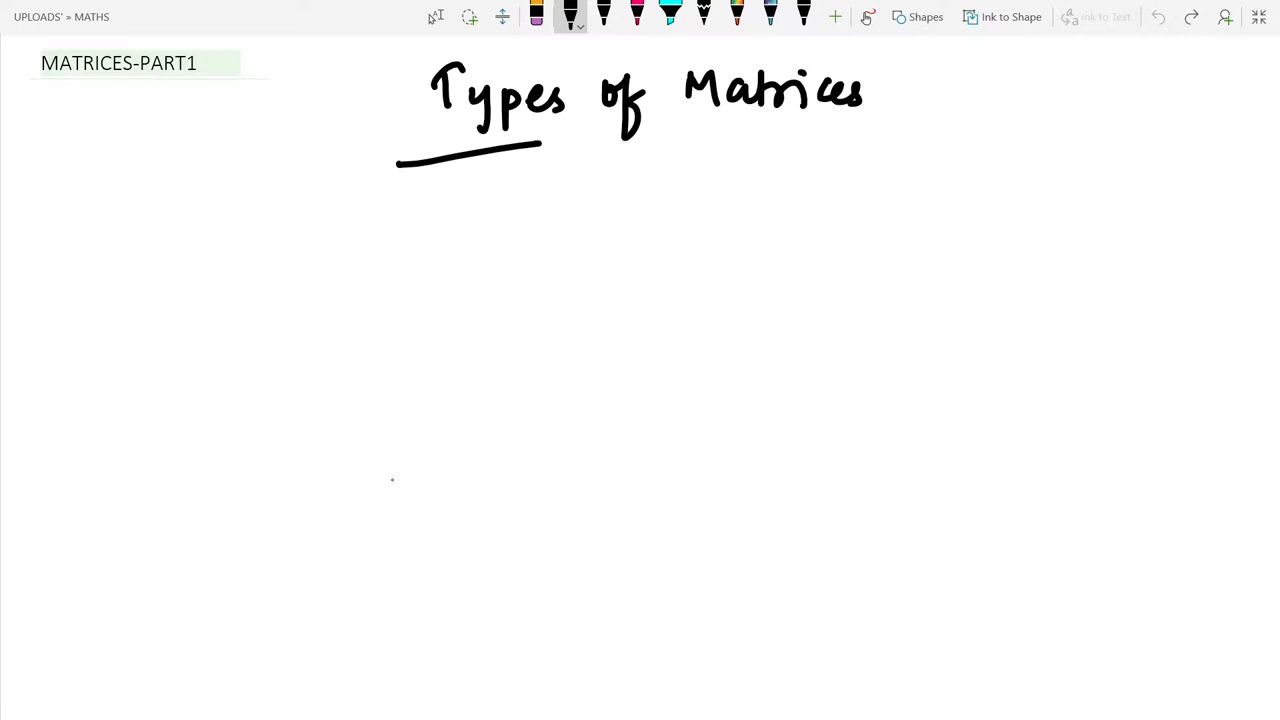 UPLOADS' » MATHS
Shapes
Ink to Shape
Ink to Text
MATRICES-PART1
Types of Matrices